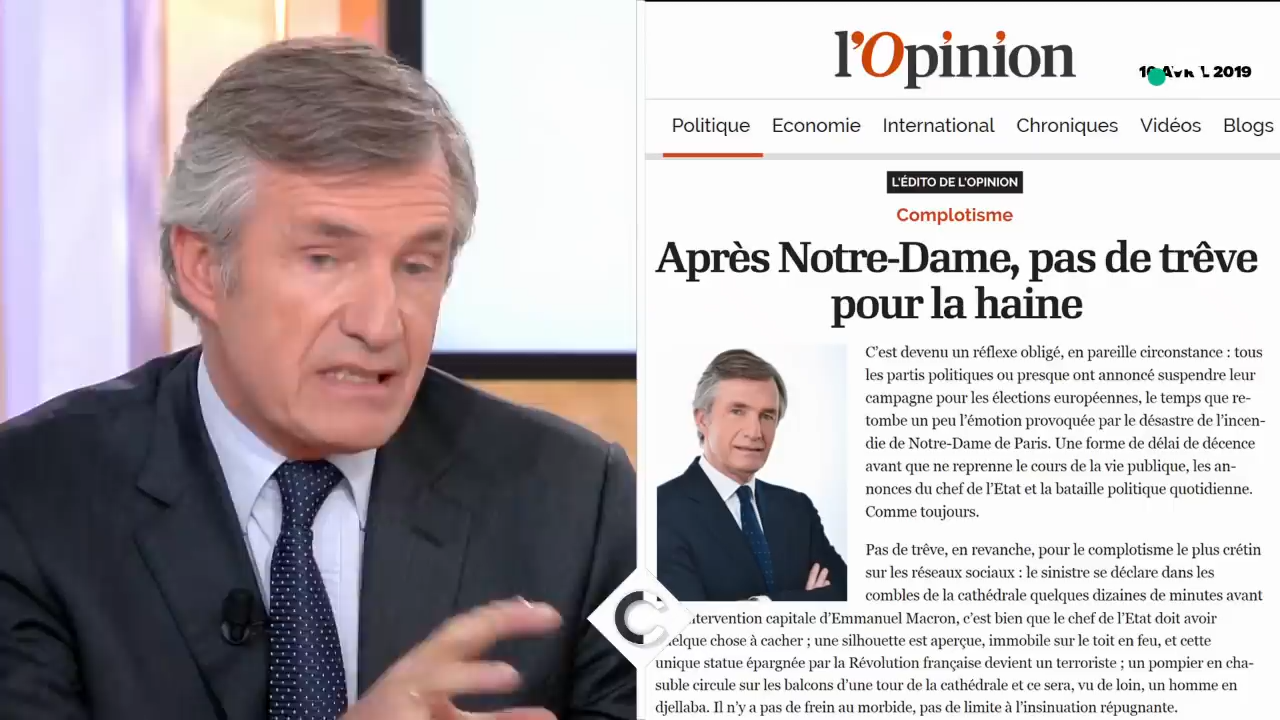 l'Opinion
AVRIL 2019
Politique Economie International Chroniques Vidéos Blogs
L'ÉDITO DE L'OPINION
Complotisme
Après Notre-Dame, pas de trêve
pour la haine
C'est devenu un réflexe obligé, en pareille circonstance : tous
les partis politiques ou presque ont annoncé suspendre leur
campagne pour les élections européennes, le temps que re-
tombe un peu l'émotion provoquée par le désastre de l'incen-
die de Notre-Dame de Paris. Une forme de délai de décence
avant que ne reprenne le cours de la vie publique, les an-
nonces du chef de l'Etat et la bataille politique quotidienne.
Comme toujours.
Pas de trêve, en revanche, pour le complotisme le plus crétin
sur les réseaux sociaux : le sinistre se déclare dans les
combles de la cathédrale quelques dizaines de minutes avant
intervention capitale d'Emmanuel Macron, c'est bien que le chef de l'Etat doit avoir
quelque chose à cacher ; une silhouette est aperçue, immobile sur le toit en feu, et cette
unique statue épargnée par la Révolution française devient un terroriste ; un pompier en cha-
suble circule sur les balcons d'une tour de la cathédrale et ce sera, vu de loin, un homme en
djellaba. Il n'y a pas de frein au morbide, pas de limite à l'insinuation répugnante.
C